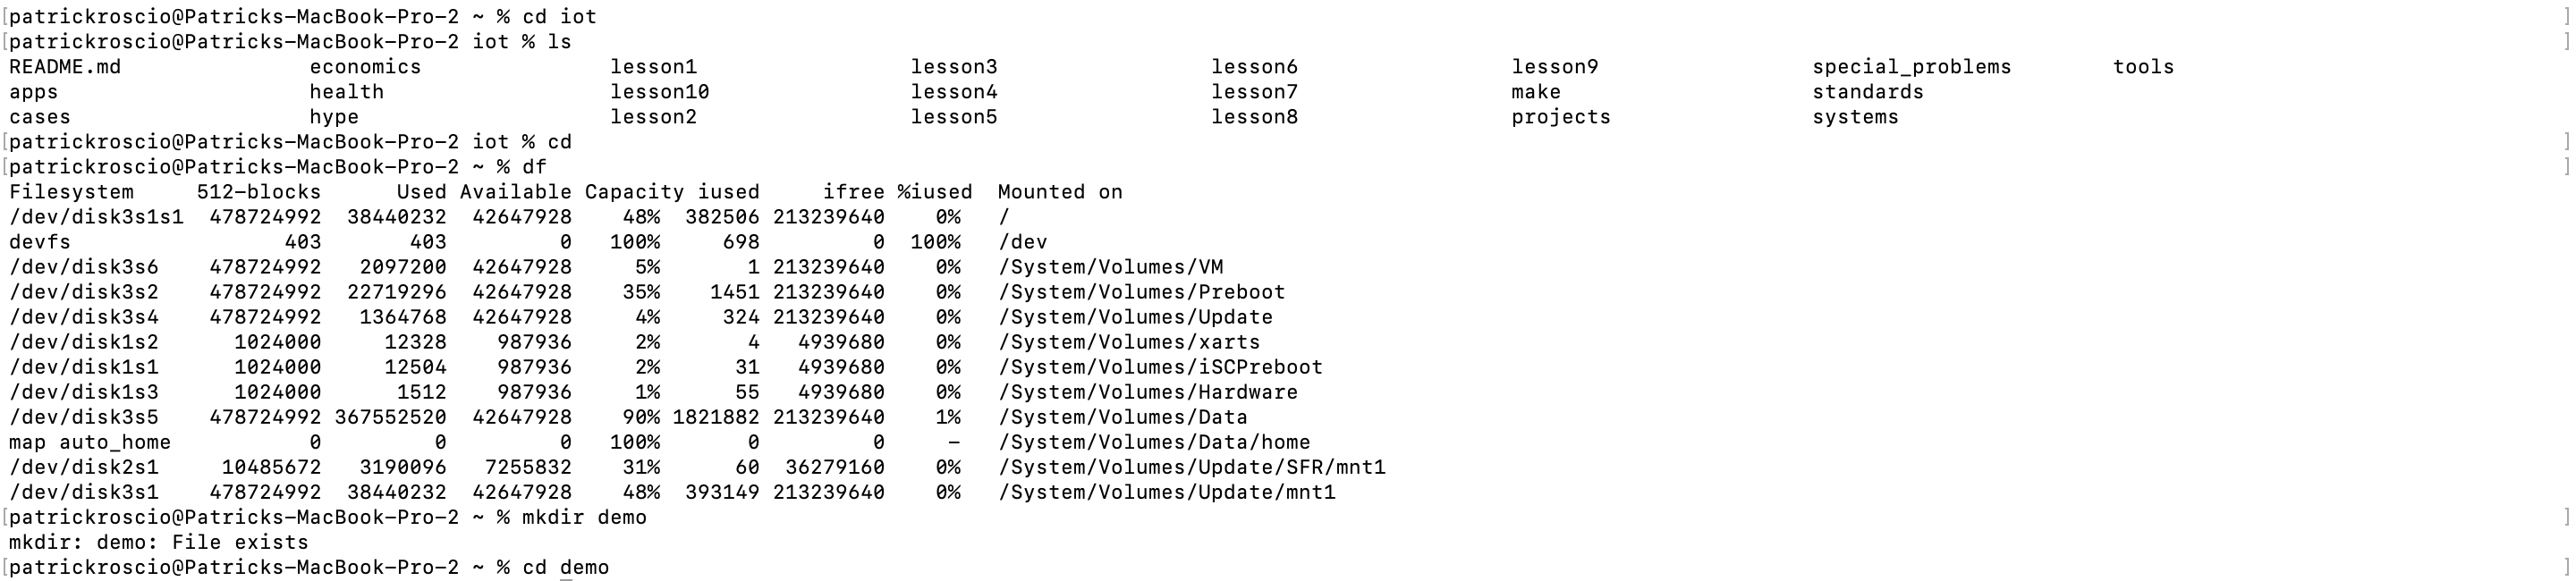 [patrickroscio@Patricks-MacBook-Pro-2 ~ % cd iot ]
[patrickroscio@Patricks-MacBook-Pro-2 iot % ls ]
README.md economics lesson1 lesson3 lesson6 lesson9 special_problems tools
apps health lesson10 lesson4 lesson7 make standards
cases hype lesson2 lesson5 lesson8 projects systems
[patrickroscio@Patricks-MacBook-Pro-2 iot % cd ]
[patrickroscio@Patricks-MacBook-Pro-2 ~ % df ]
Filesystem 512-blocks Used Available Capacity iused ifree %iused Mounted on
/dev/disk3s1s1 478724992 38440232 42647928 48% 382506 213239640 0% /
devfs 403 403 0 100% 698 0 100% /dev
/dev/disk3s6 478724992 2097200 42647928 5% 1 213239640 0% /System/Volumes/VM
/dev/disk3s2 478724992 22719296 42647928 35% 1451 213239640 0% /System/Volumes/Preboot
/dev/disk3s4 478724992 1364768 42647928 4% 324 213239640 0% /System/Volumes/Update
/dev/disk1s2 1024000 12328 987936 2% 4 4939680 0% /System/Volumes/xarts
/dev/disk1s1 1024000 12504 987936 2% 31 4939680 0% /System/Volumes/iSCPreboot
/dev/disk1s3 1024000 1512 987936 1% 55 4939680 0% /System/Volumes/Hardware
/dev/disk3s5 478724992 367552520 42647928 90% 1821882 213239640 1% /System/Volumes/Data
map auto_home 0 0 0 100% 0 0 - /System/Volumes/Data/home
/dev/disk2s1 10485672 3190096 7255832 31% 60 36279160 0% /System/Volumes/Update/SFR/mnt1
/dev/disk3s1 478724992 38440232 42647928 48% 393149 213239640 0% /System/Volumes/Update/mnt1
[patrickroscio@Patricks-MacBook-Pro-2 ~ % mkdir demo ]
mkdir: demo: File exists
[patrickroscio@Patricks-MacBook-Pro-2 ~ % cd demo ]